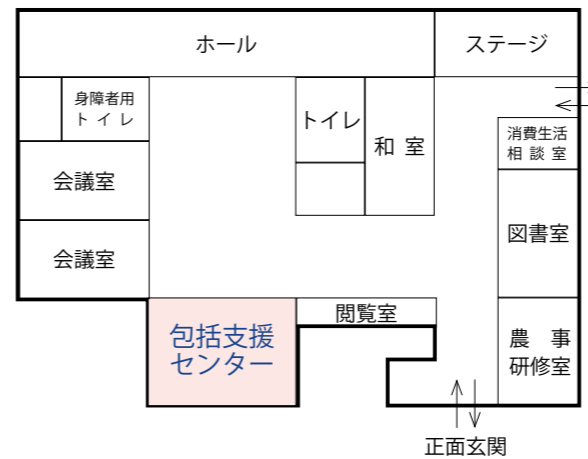 ホール
ステージ
身障者用
トイレ
トイレ
和室
消費生活
相談室
会議室
図書室
会議室
閲覧室
包括支援
センター
農事
研修室
正面玄関